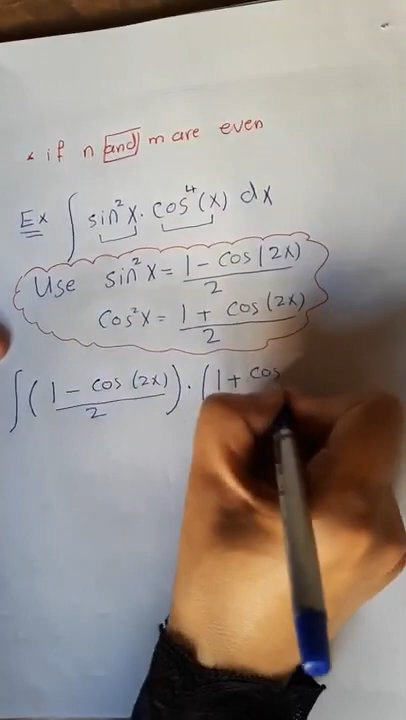 * if n and m are even
Ex ∫ sin²x · cos⁴(x) dx
Use sin²x = 1 - cos(2x) / 2
cos²x = 1 + cos(2x) / 2
∫ (1 - cos(2x) / 2) · (1 + cos